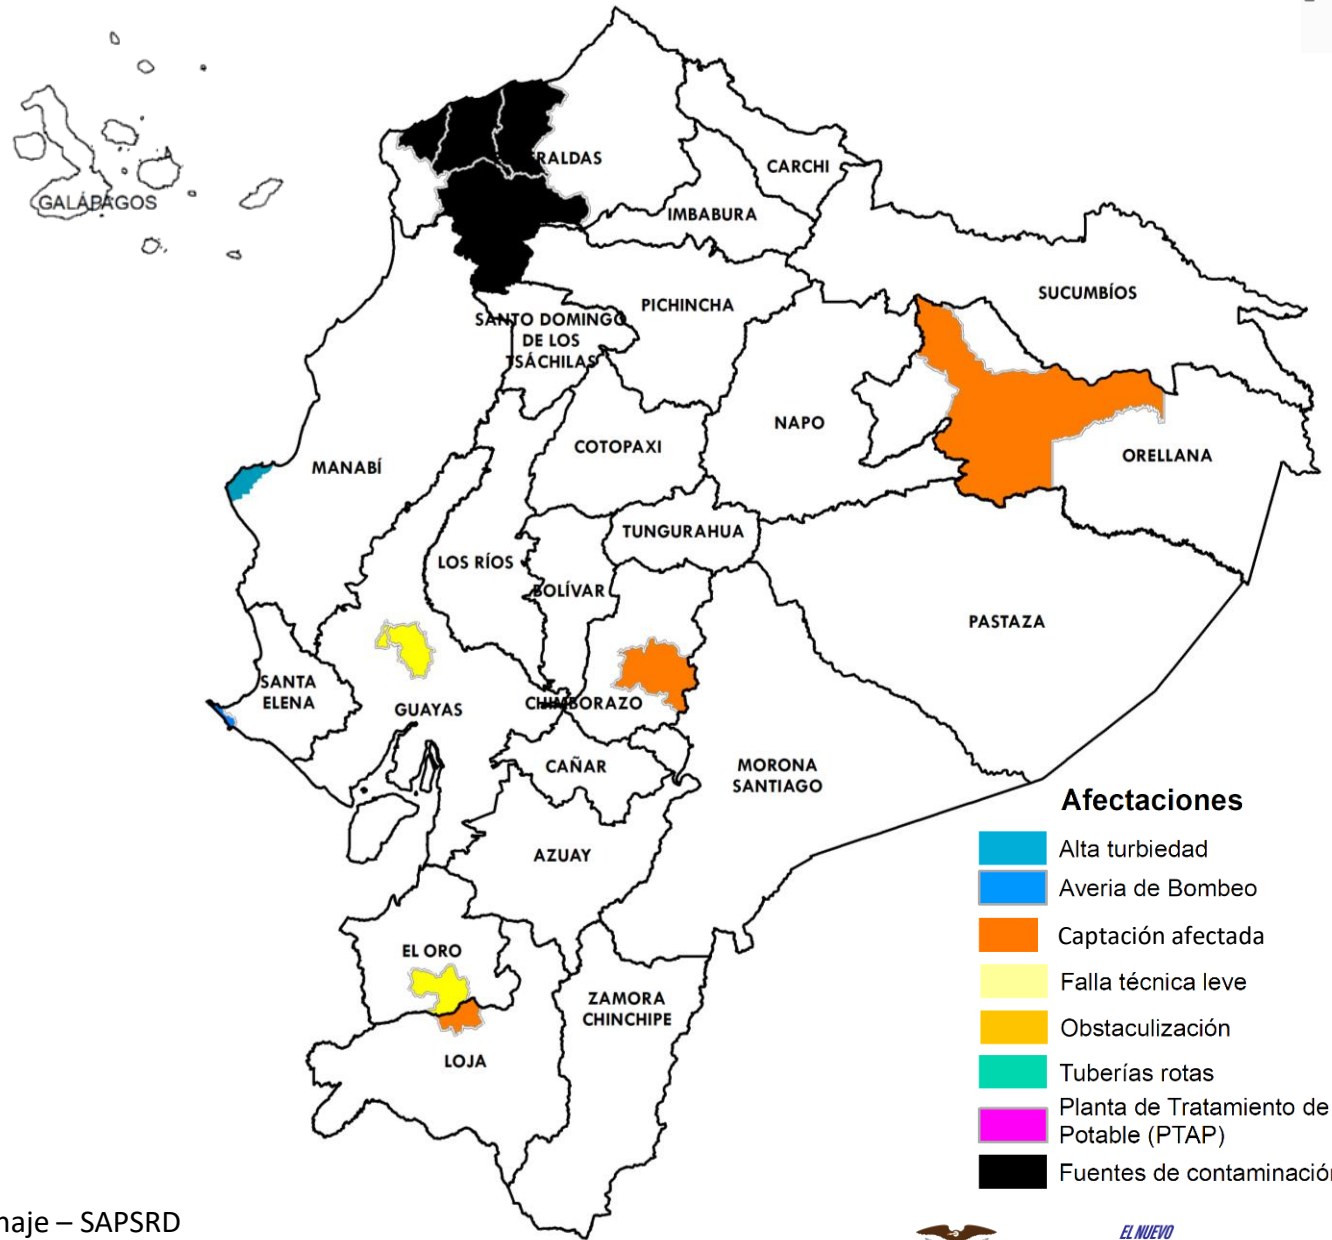 RALDAS
CARCHI
GALÁPAGOS
IMBABURA
SUCUMBÍOS
PICHINCHA
SANTO DOMINGO
DE LOS
TSÁCHILAS
NAPO
COTOPAXI
ORELLANA
MANABÍ
TUNGURAHUA
LOS RÍOS
BOLÍVAR
PASTAZA
SANTA
ELENA
CHIMBORAZO
GUAYAS
CAÑAR
MORONA
SANTIAGO
AZUAY
EL ORO
ZAMORA
CHINCHIPE
LOJA
Afectaciones
Alta turbiedad
Averia de Bombeo
Captación afectada
Falla técnica leve
Obstaculización
Tuberías rotas
Planta de Tratamiento de
Potable (PTAP)
Fuentes de contaminación
naje – SAPSRD
EL NUEVO